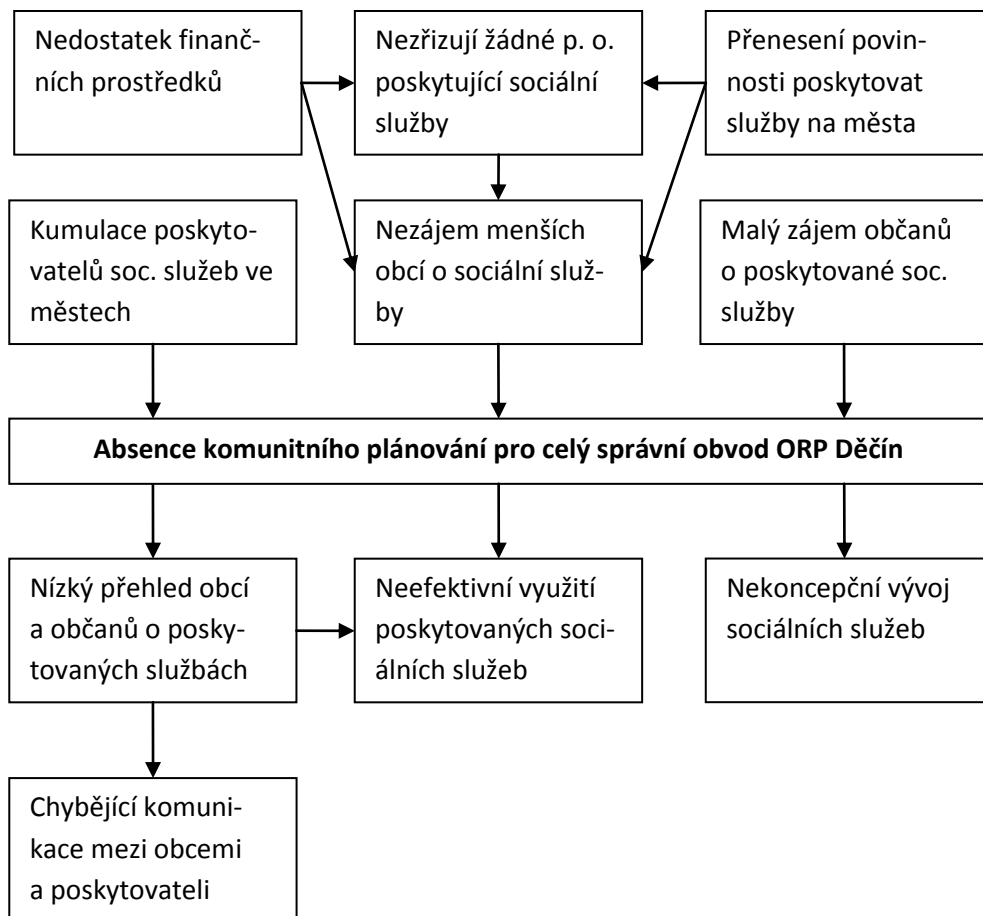 Nedostatek finanč-
ních prostředků
Nezřizují žádné p. o.
poskytující sociální
služby
Přenesení povin-
nosti poskytovat
služby na města
Kumulace poskyto-
vatelů soc. služeb ve
městech
Nezájem menších
obcí o sociální služ-
by
Malý zájem občanů
o poskytované soc.
služby
Absence komunitního plánování pro celý správní obvod ORP Děčín
Nízký přehled obcí
a občanů o posky-
tovaných službách
Neefektivní využití
poskytovaných soci-
álních služeb
Nekoncepční vývoj
sociálních služeb
Chybějící komuni-
kace mezi obcemi
a poskytovateli